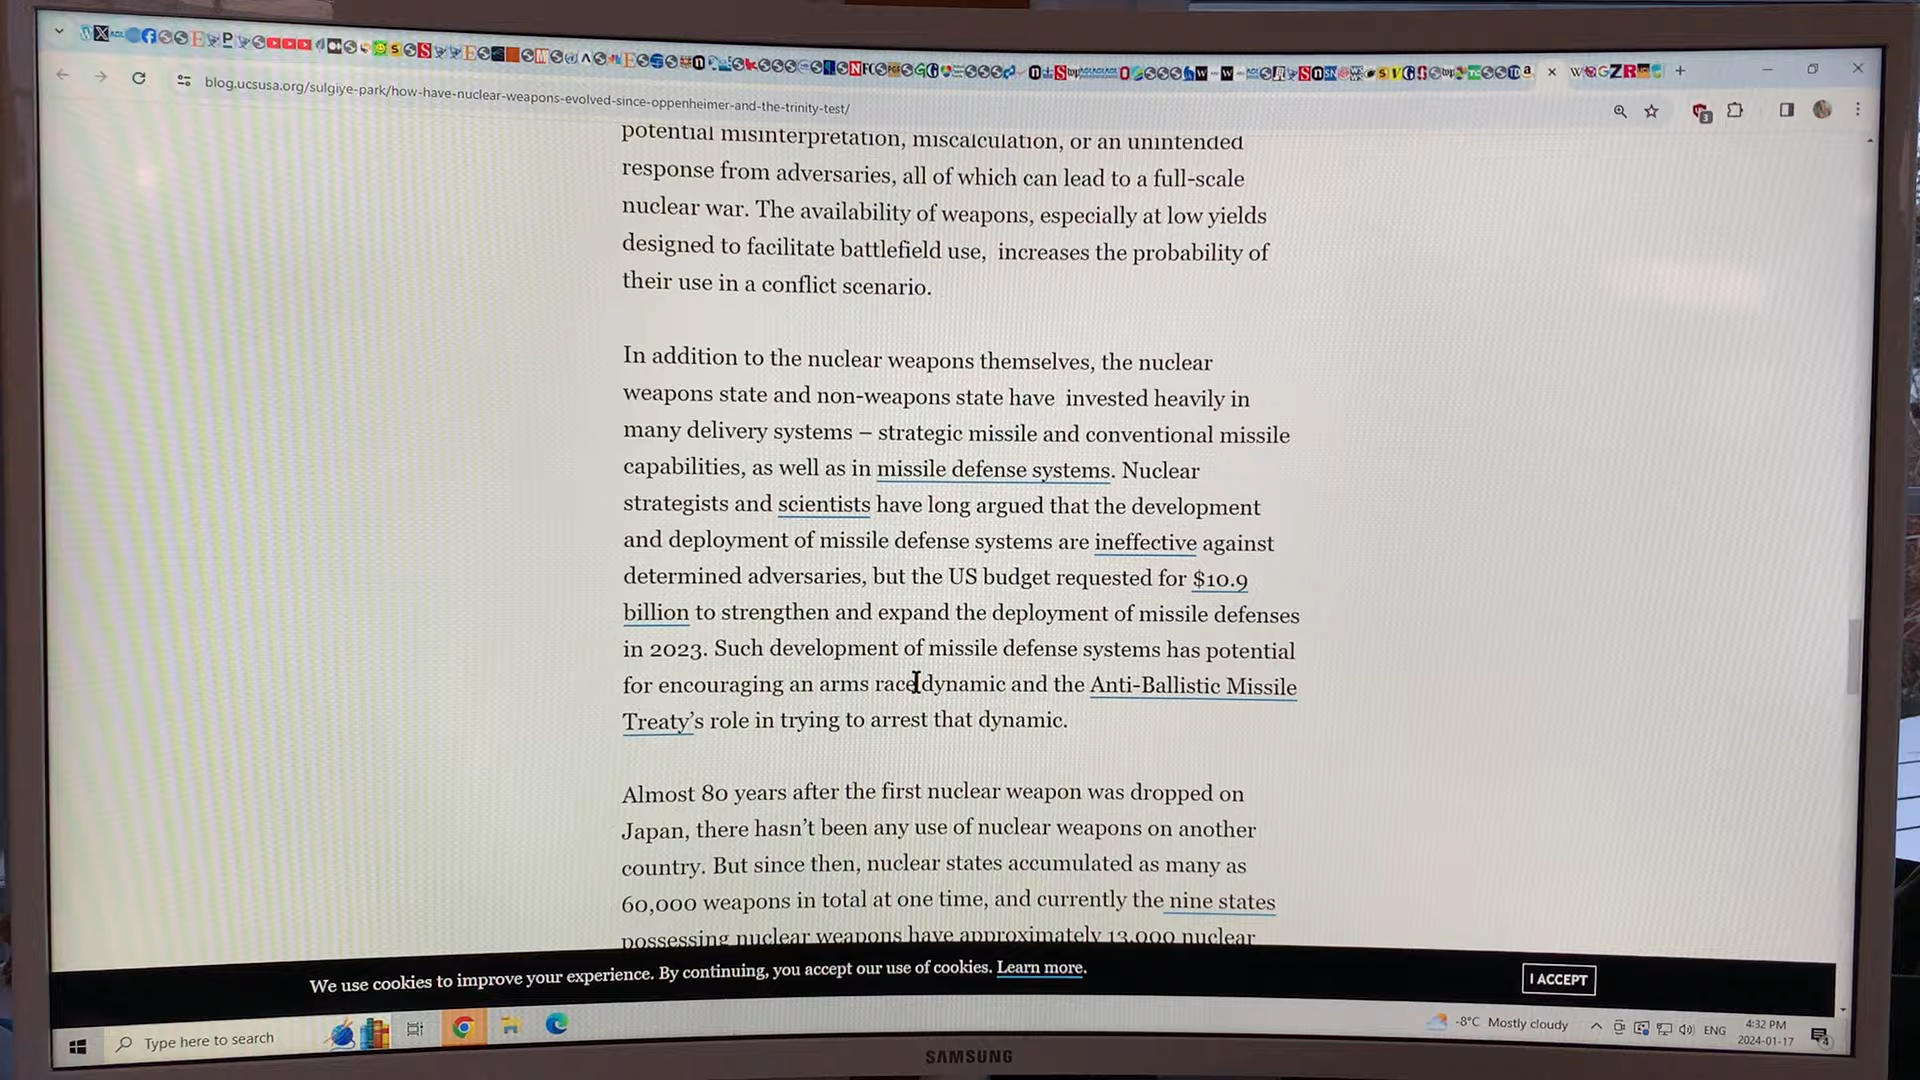 blog.ucsusa.org/sulgiye-park/how-have-nuclear-weapons-evolved-since-oppenheimer-and-the-trinity-test/
potential misinterpretation, miscalculation, or an unintended
response from adversaries, all of which can lead to a full-scale
nuclear war. The availability of weapons, especially at low yields
designed to facilitate battlefield use, increases the probability of
their use in a conflict scenario.
In addition to the nuclear weapons themselves, the nuclear
weapons state and non-weapons state have invested heavily in
many delivery systems – strategic missile and conventional missile
capabilities, as well as in missile defense systems. Nuclear
strategists and scientists have long argued that the development
and deployment of missile defense systems are ineffective against
determined adversaries, but the US budget requested for $10.9
billion to strengthen and expand the deployment of missile defenses
in 2023. Such development of missile defense systems has potential
for encouraging an arms race dynamic and the Anti-Ballistic Missile
Treaty’s role in trying to arrest that dynamic.
Almost 80 years after the first nuclear weapon was dropped on
Japan, there hasn’t been any use of nuclear weapons on another
country. But since then, nuclear states accumulated as many as
60,000 weapons in total at one time, and currently the nine states
possessing nuclear weapons have approximately 13,000 nuclear
We use cookies to improve your experience. By continuing, you accept our use of cookies. Learn more.
I ACCEPT
Type here to search
-8°C Mostly cloudy
ENG
4:32 PM
2024-01-17
SAMSUNG